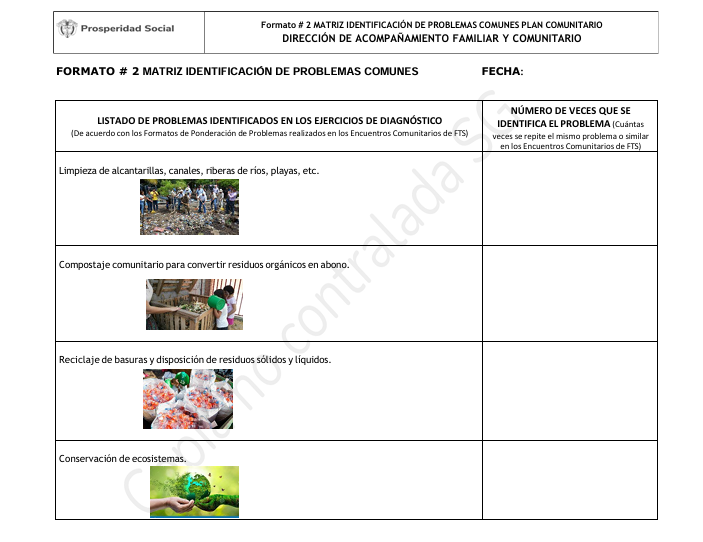 Prosperidad Social
Formato # 2 MATRIZ IDENTIFICACIÓN DE PROBLEMAS COMUNES PLAN COMUNITARIO
DIRECCIÓN DE ACOMPAÑAMIENTO FAMILIAR Y COMUNITARIO
FORMATO # 2 MATRIZ IDENTIFICACIÓN DE PROBLEMAS COMUNES
FECHA:
LISTADO DE PROBLEMAS IDENTIFICADOS EN LOS EJERCICIOS DE DIAGNÓSTICO
(De acuerdo con los Formatos de Ponderación de Problemas realizados en los Encuentros Comunitarios de FTS)
NÚMERO DE VECES QUE SE
IDENTIFICA EL PROBLEMA (Cuántas
veces se repite el mismo problema o similar
en los Encuentros Comunitarios de FTS)
Limpieza de alcantarillas, canales, riberas de ríos, playas, etc.
Compostaje comunitario para convertir residuos orgánicos en abono.
Reciclaje de basuras y disposición de residuos sólidos y líquidos.
Conservación de ecosistemas.
Copia no contralada SG